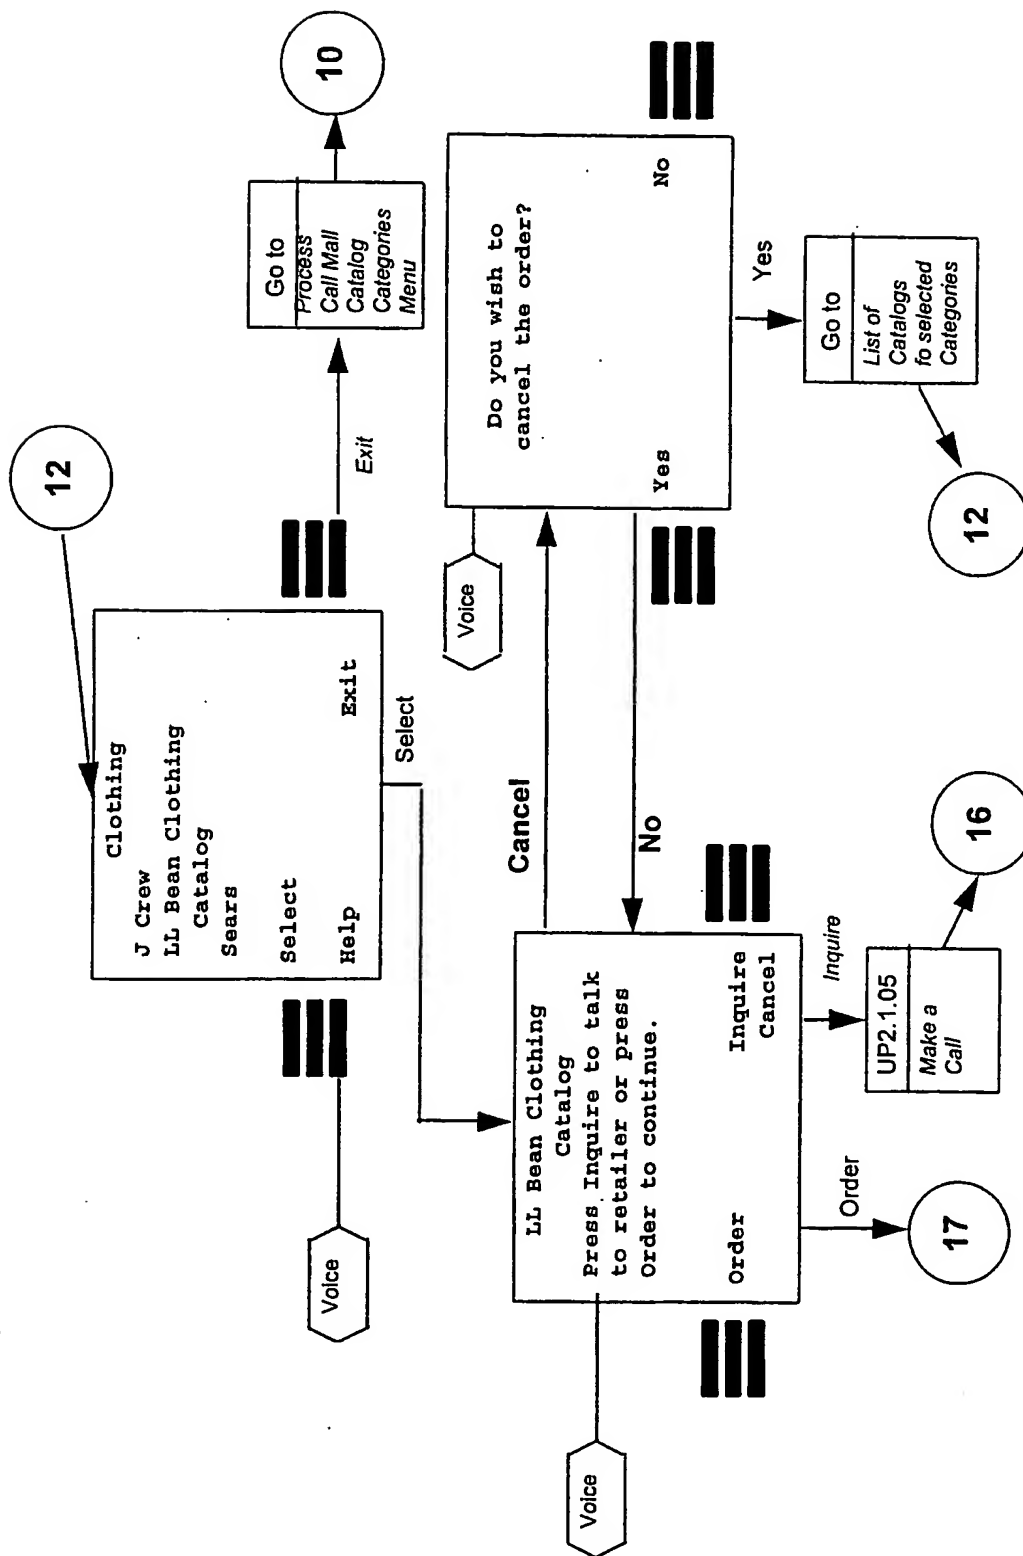 12
Clothing
J Crew
LL Bean Clothing
Catalog
Sears
Select
Help Exit
Voice
Exit
Go to
Process
Call Mall
Catalog
Categories
Menu
10
Select
LL Bean Clothing
Catalog
Press Inquire to talk
to retailer or press
Order to continue.
Order Inquire
Cancel
Voice
Cancel
No
Voice
Do you wish to
cancel the order?
Yes No
Yes
Go to
List of
Catalogs
fo selected
Categories
12
Order
17
Inquire
UP2.1.05
Make a
Call
16